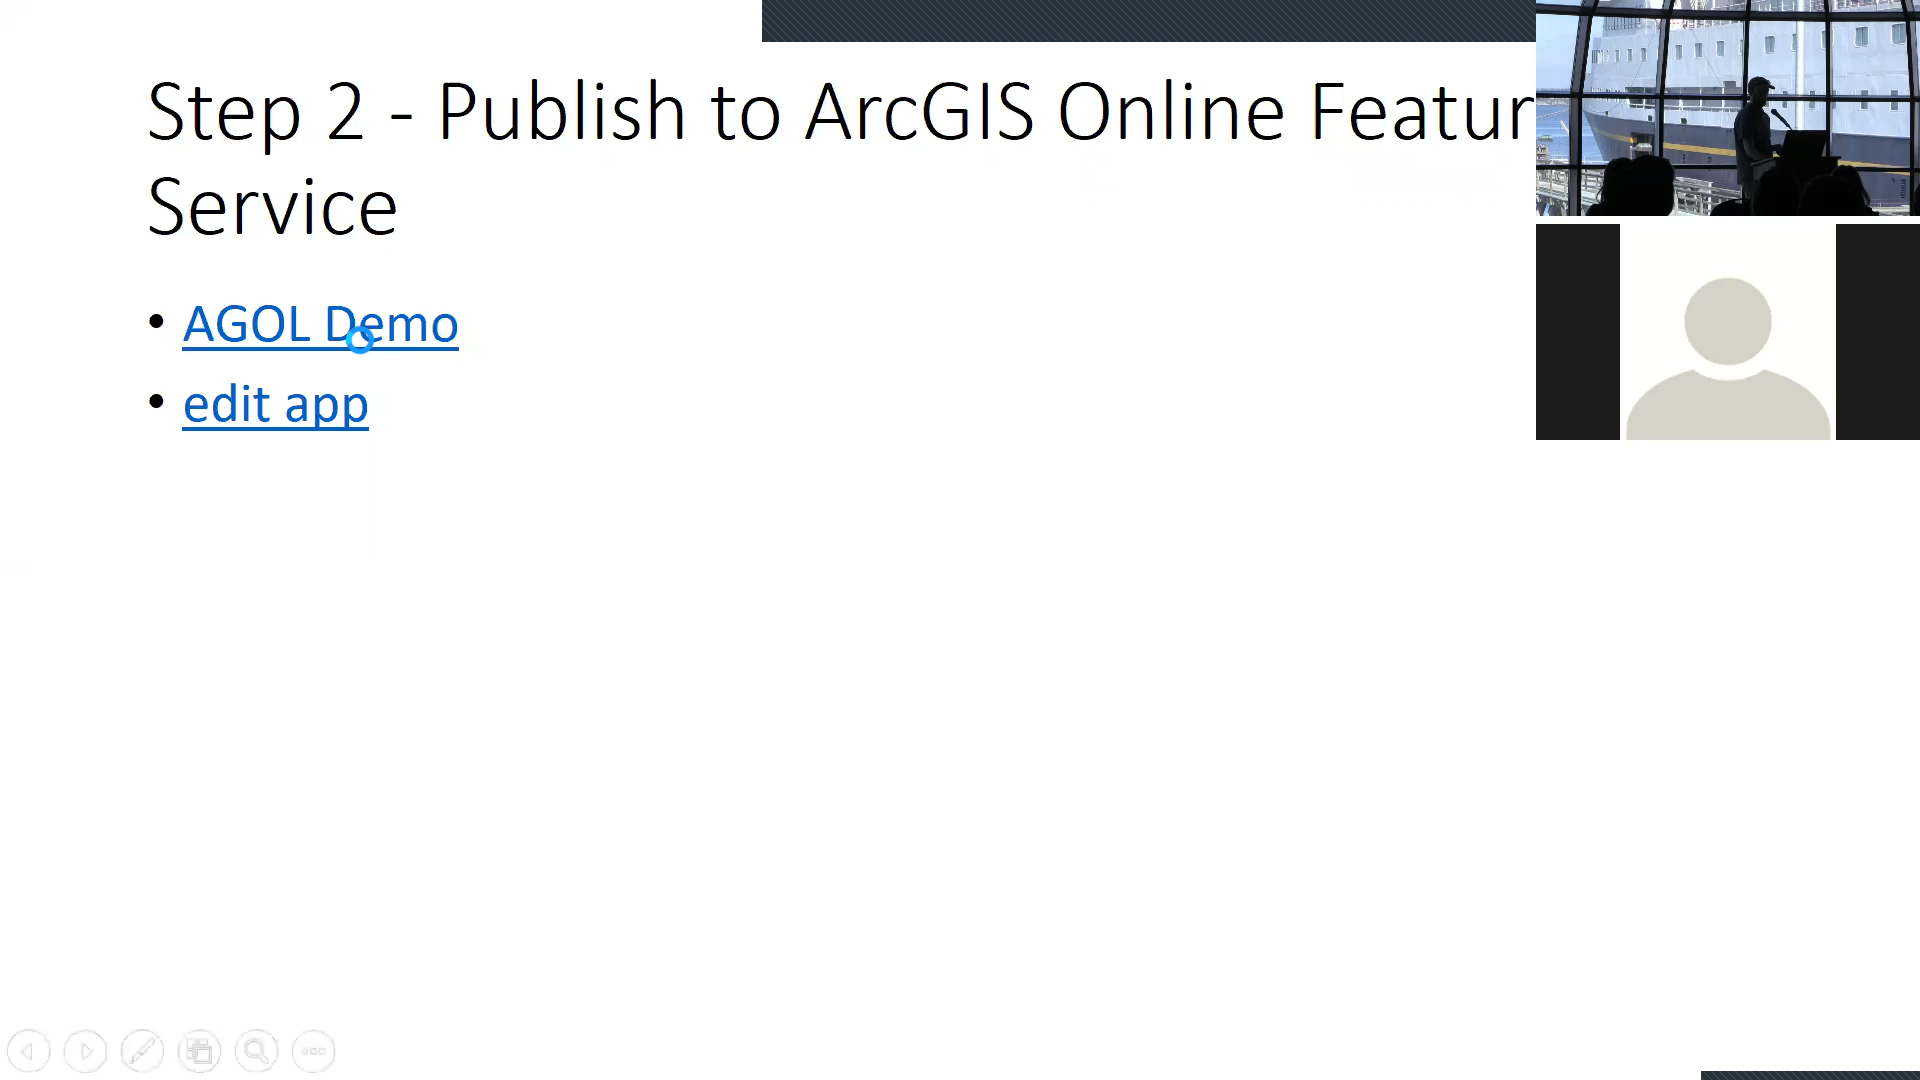 Step 2 - Publish to ArcGIS Online Featur
Service
• AGOL Demo
• edit app